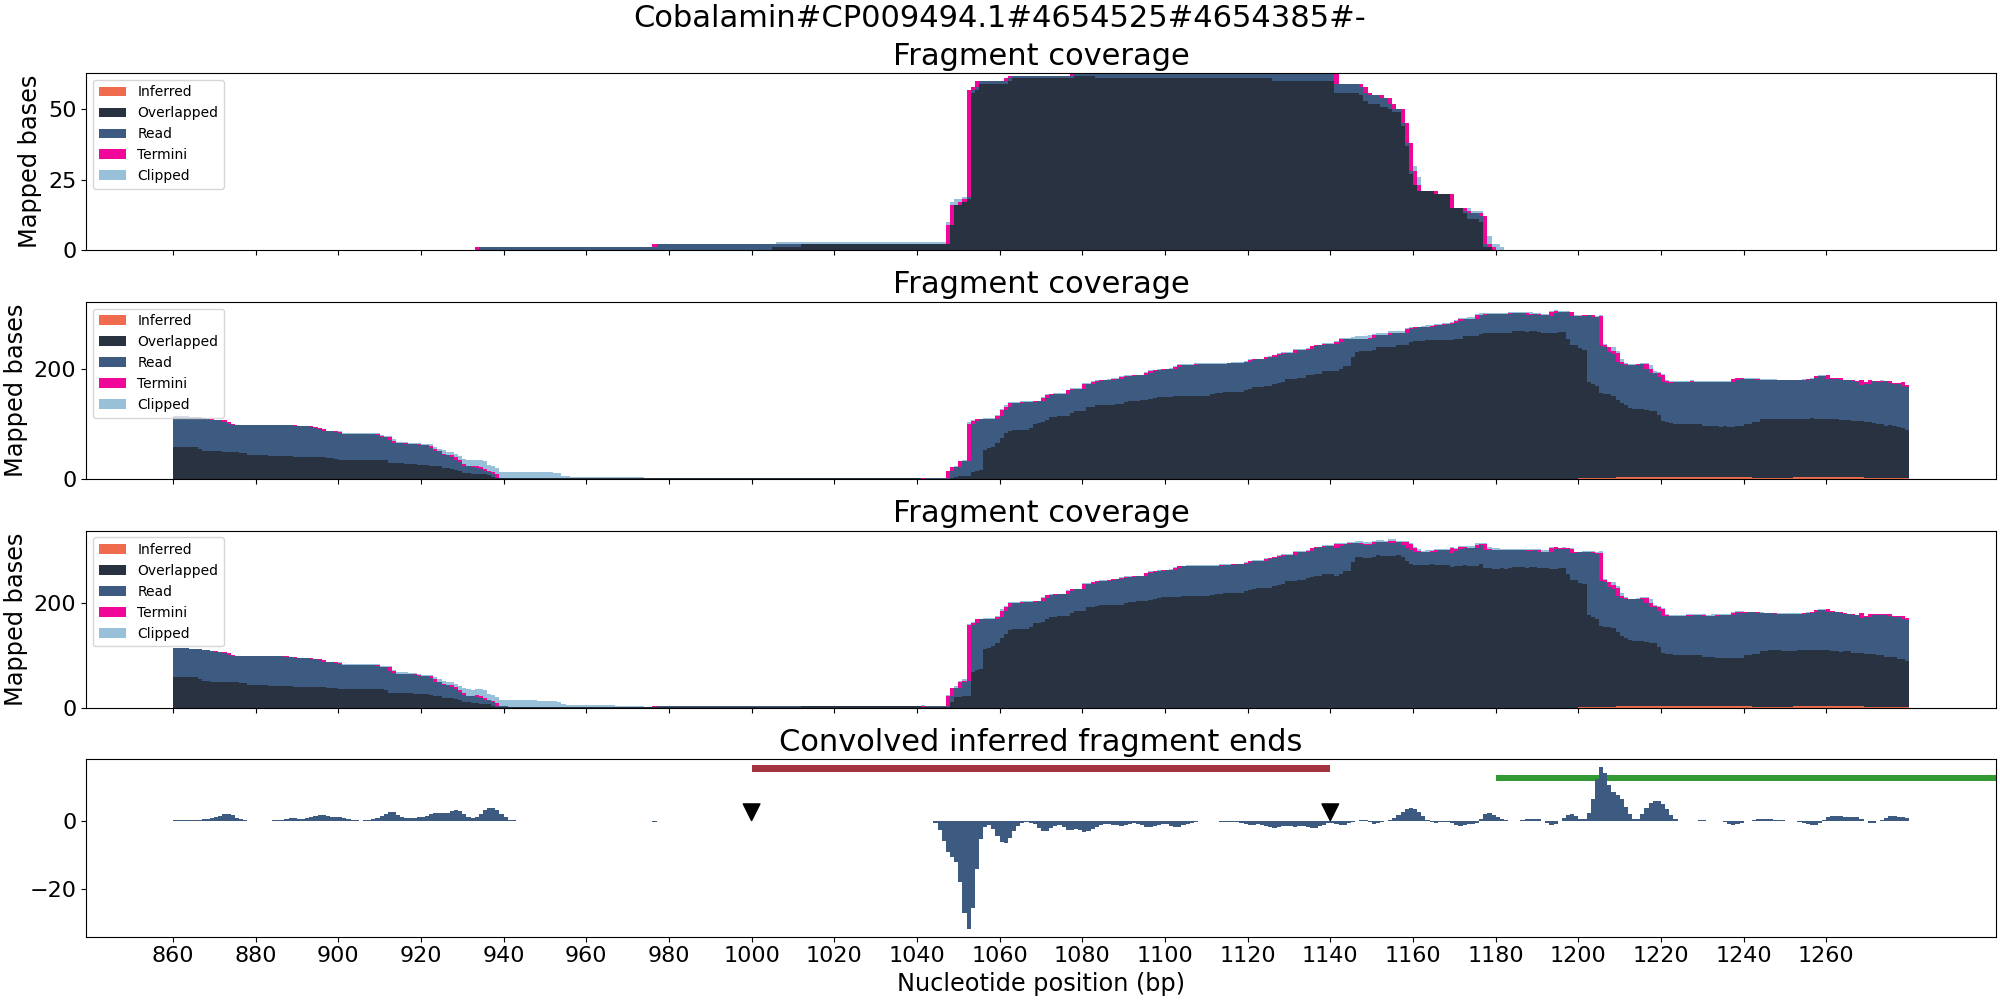 Cobalamin#CP009494.1#4654525#4654385#-
Fragment coverage
Mapped bases
50
25
0
Inferred
Overlapped
Read
Termini
Clipped
Fragment coverage
Mapped bases
200
0
Inferred
Overlapped
Read
Termini
Clipped
Fragment coverage
Mapped bases
200
0
Inferred
Overlapped
Read
Termini
Clipped
Convolved inferred fragment ends
0
−20
860 880 900 920 940 960 980 1000 1020 1040 1060 1080 1100 1120 1140 1160 1180 1200 1220 1240 1260
Nucleotide position (bp)